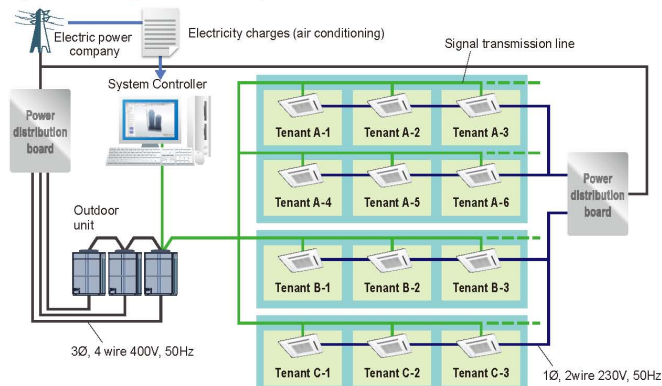 Electric power
company
Electricity charges (air conditioning)
Signal transmission line
System Controller
Power
distribution
board
Tenant A-1
Tenant A-2
Tenant A-3
Tenant A-4
Tenant A-5
Tenant A-6
Power
distribution
board
Outdoor
unit
Tenant B-1
Tenant B-2
Tenant B-3
3Ø, 4 wire 400V, 50Hz
Tenant C-1
Tenant C-2
Tenant C-3
1Ø, 2wire 230V, 50Hz